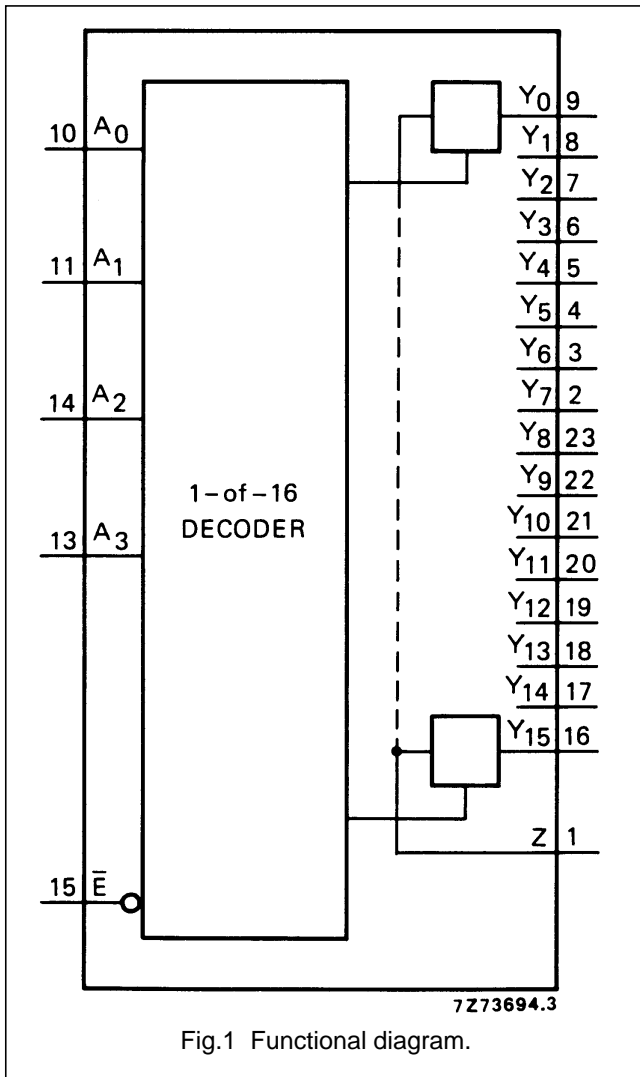 10 A0
11 A1
14 A2
13 A3
15 E̅
1-of-16
DECODER
Y0 9
Y1 8
Y2 7
Y3 6
Y4 5
Y5 4
Y6 3
Y7 2
Y8 23
Y9 22
Y10 21
Y11 20
Y12 19
Y13 18
Y14 17
Y15 16
Z 1
7Z73694.3
Fig.1 Functional diagram.